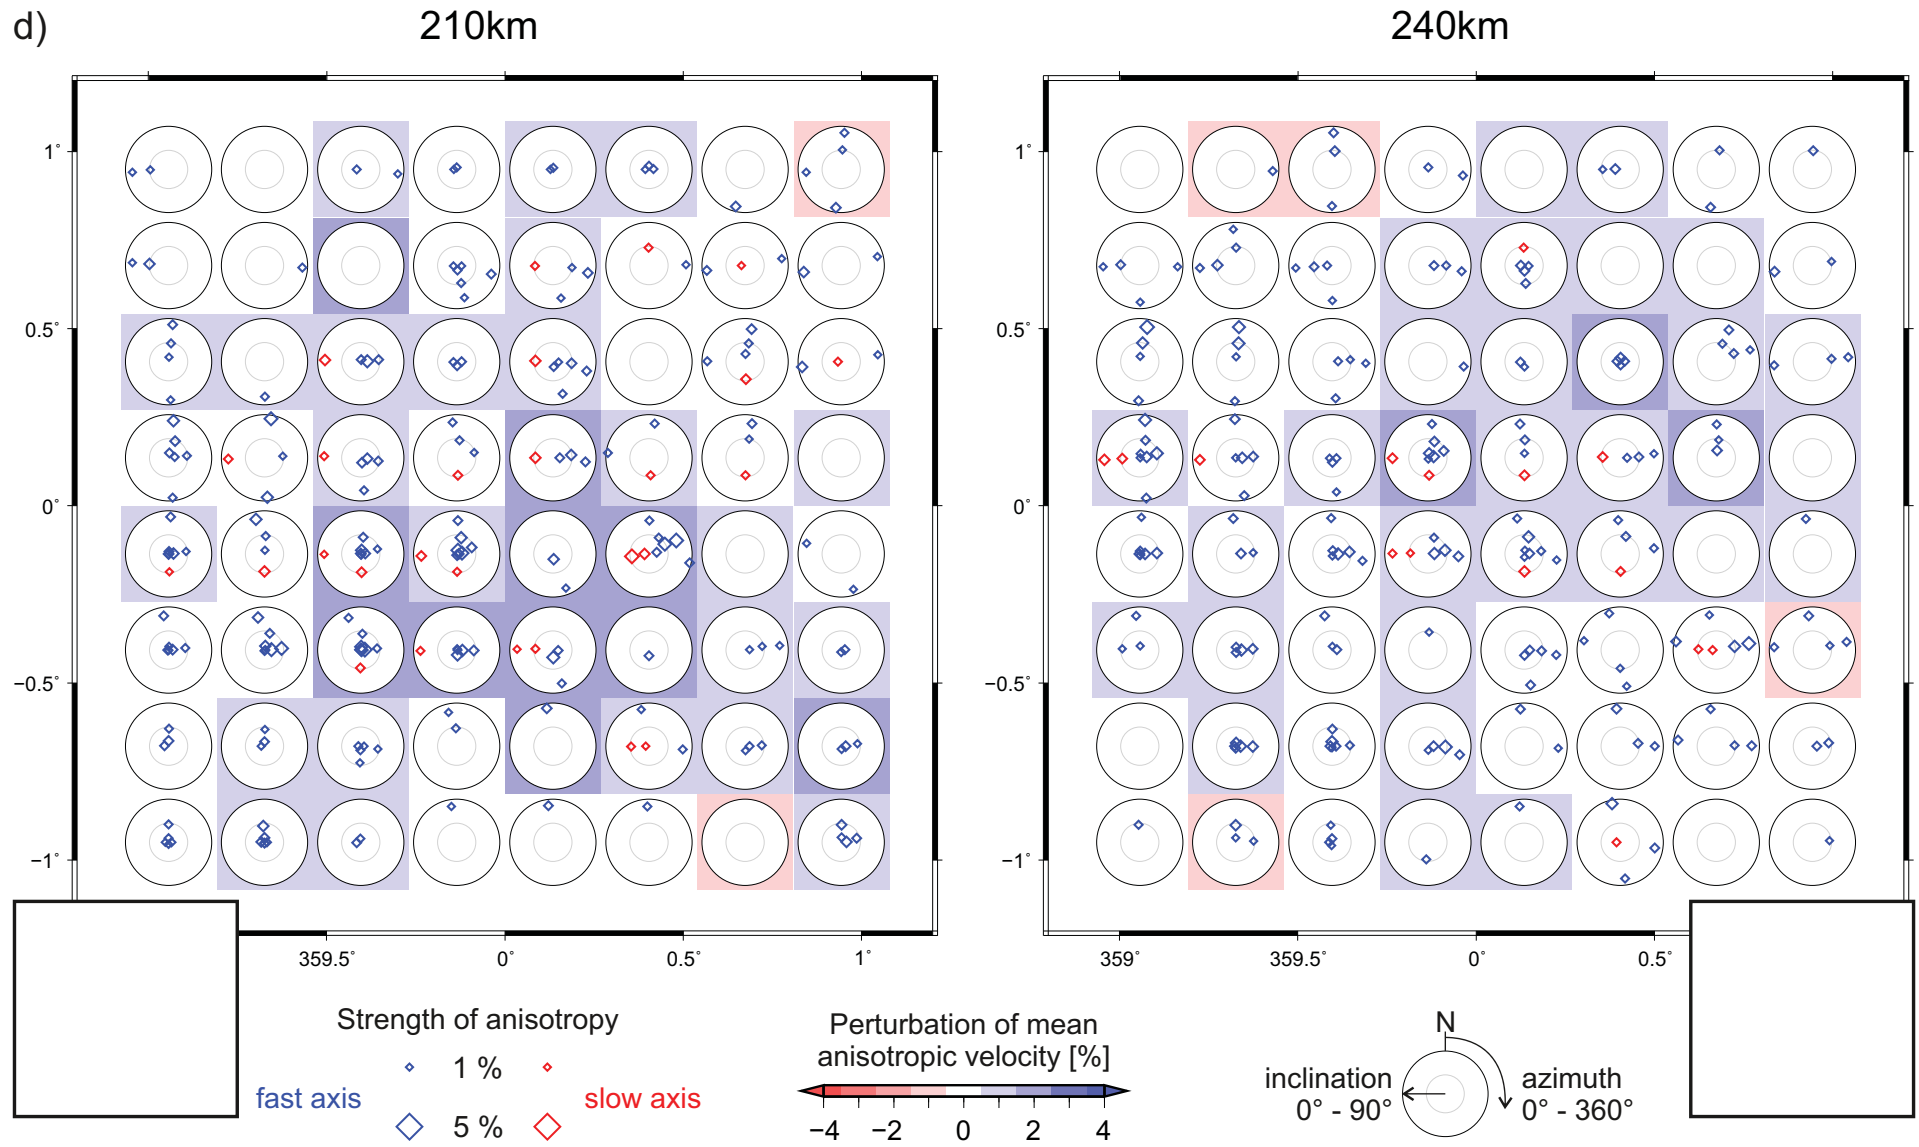 d)
210km
240km
1°
0.5°
0°
−0.5°
−1°
1°
0.5°
0°
−0.5°
−1°
359.5°
0°
0.5°
1°
359°
359.5°
0°
0.5°
Strength of anisotropy
1 %
fast axis
slow axis
5 %
Perturbation of mean
anisotropic velocity [%]
−4 −2 0 2 4
N
inclination
0° - 90°
azimuth
0° - 360°